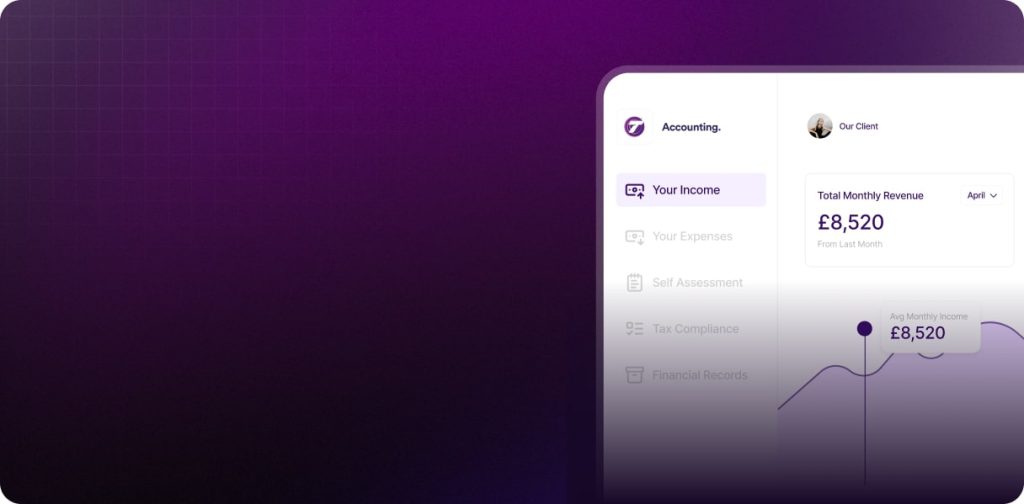 Accounting.
Your Income
Your Expenses
Self Assessment
Tax Compliance
Financial Records
Our Client
Total Monthly Revenue
April
£8,520
From Last Month
Avg Monthly Income
£8,520